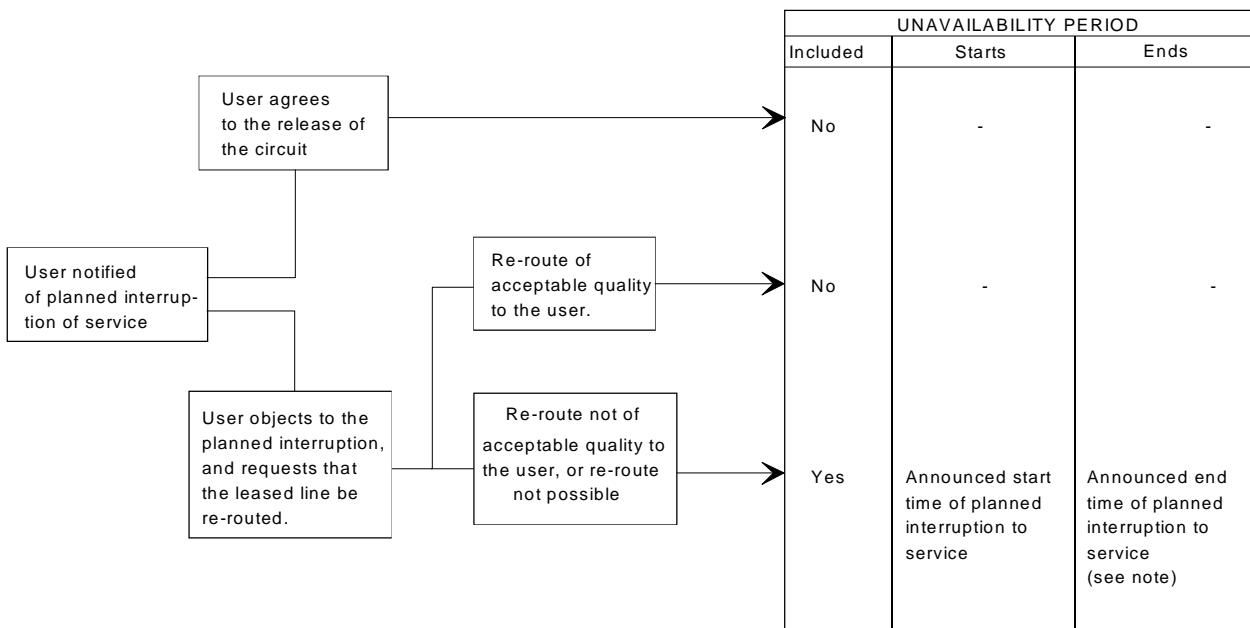 UNAVAILABILITY PERIOD
Included Starts Ends
User agrees
to the release of
the circuit
No - -
User notified
of planned interrup-
tion of service
Re-route of
acceptable quality
to the user.
No - -
User objects to the
planned interruption,
and requests that
the leased line be
re-routed.
Re-route not of
acceptable quality to
the user, or re-route
not possible
Yes
Announced start
time of planned
interruption to
service
Announced end
time of planned
interruption to
service
(see note)